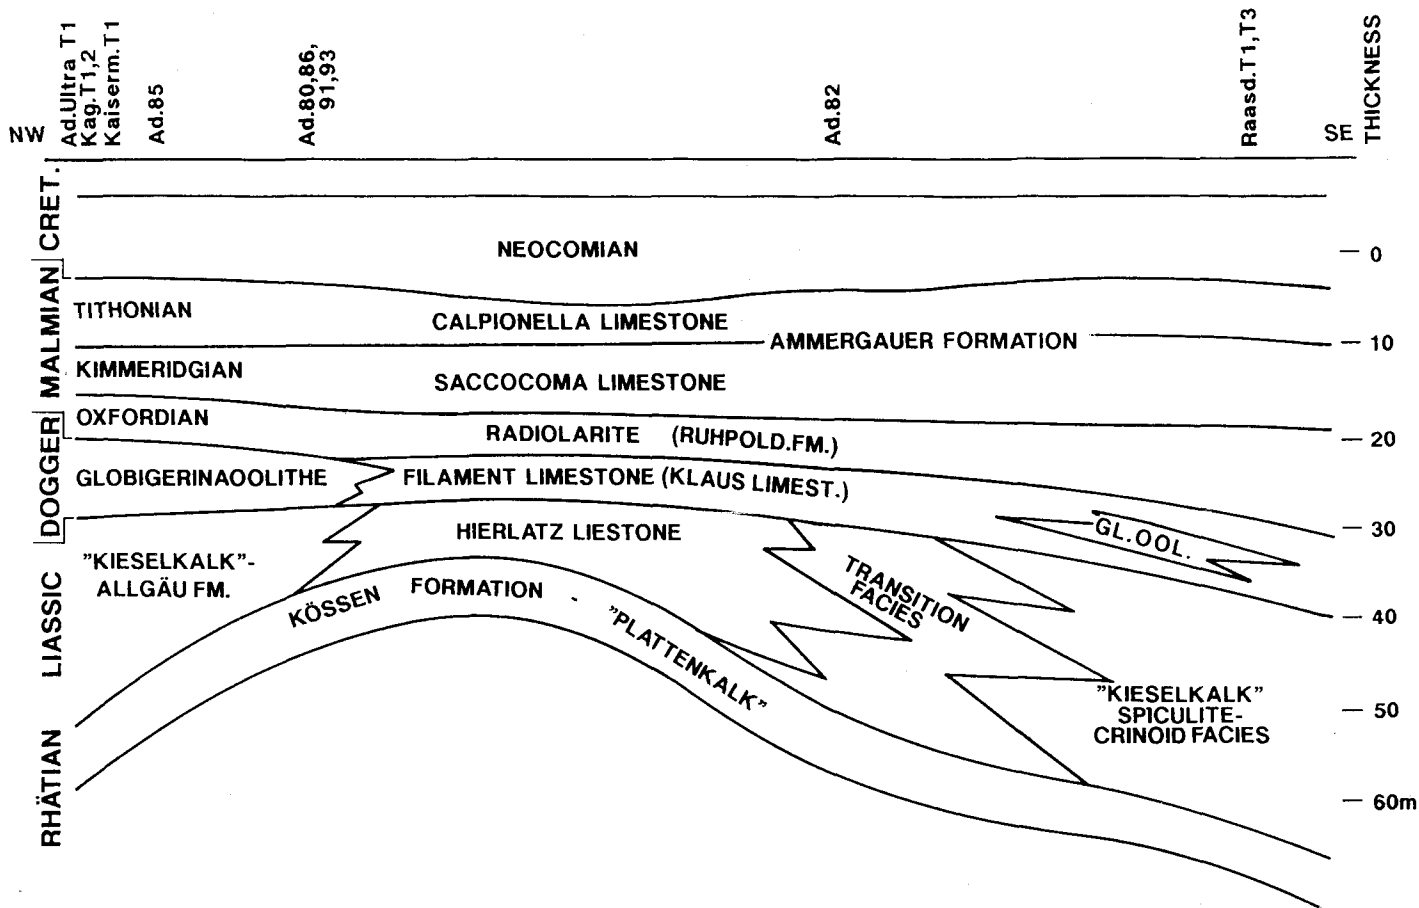 NW
Ad.Ultra T1
Kag.T1,2
Kaiserm.T1
Ad.85
Ad.80,86,
91,93
Ad.82
Raasd.T1,T3
SE
THICKNESS
CRET.
MALMIAN
DOGGER
LIASSIC
RHÄTIAN
NEOCOMIAN
0
TITHONIAN
CALPIONELLA LIMESTONE
AMMERGAUER FORMATION
10
KIMMERIDGIAN
SACCOCOMA LIMESTONE
OXFORDIAN
RADIOLARITE (RUHPOLD.FM.)
20
GLOBIGERINAOOLITHE
FILAMENT LIMESTONE (KLAUS LIMEST.)
GL.OOL.
30
HIERLATZ LIESTONE
"KIESELKALK"-
ALLGÄU FM.
KÖSSEN FORMATION - "PLATTENKALK"
TRANSITION
FACIES
40
"KIESELKALK"
SPICULITE-
CRINOID FACIES
50
60m